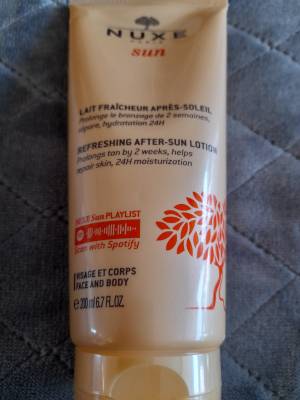 NUXE
PARIS
sun
LAIT FRAÎCHEUR APRÈS-SOLEIL
Prolonge le bronzage de 2 semaines,
répare, hydratation 24H
REFRESHING AFTER-SUN LOTION
Prolongs tan by 2 weeks, helps
repair skin, 24H moisturization
NUXE Sun PLAYLIST
Scan with Spotify
VISAGE ET CORPS
FACE AND BODY
e 200 ml 6.7 FL.OZ.